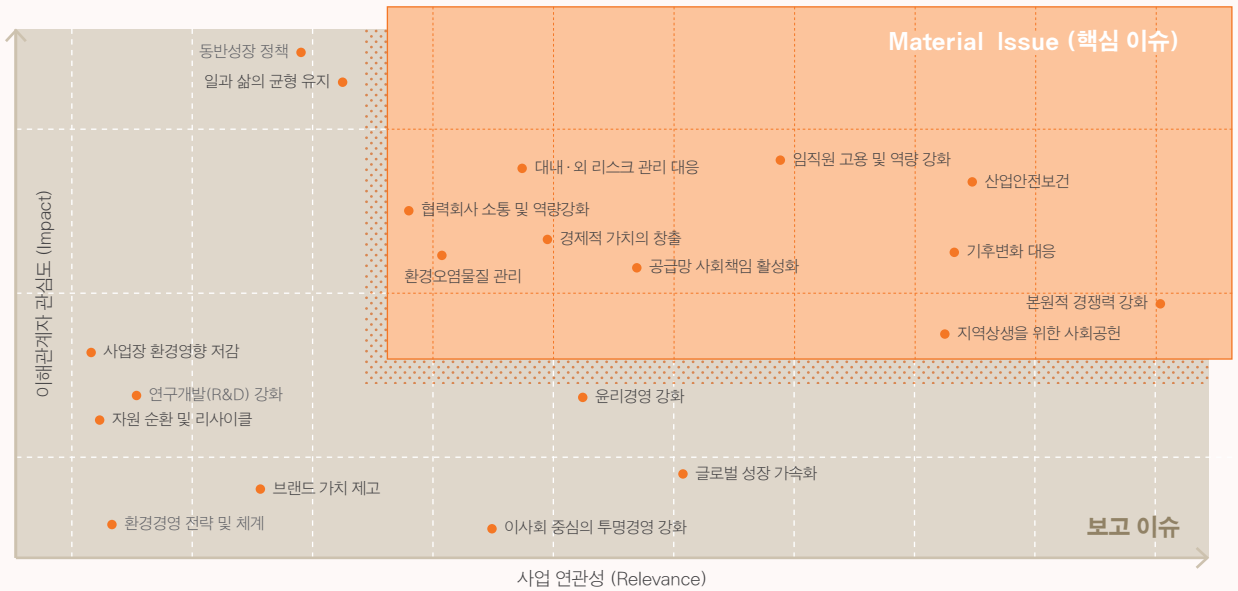 Material Issue (핵심 이슈)
동반성장 정책
일과 삶의 균형 유지
대내·외 리스크 관리 대응
임직원 고용 및 역량 강화
산업안전보건
협력회사 소통 및 역량강화
경제적 가치의 창출
기후변화 대응
공급망 사회책임 활성화
환경오염물질 관리
본원적 경쟁력 강화
지역상생을 위한 사회공헌
이해관계자 관심도 (Impact)
사업장 환경영향 저감
연구개발(R&D) 강화
윤리경영 강화
자원 순환 및 리사이클
글로벌 성장 가속화
브랜드 가치 제고
환경경영 전략 및 체계
이사회 중심의 투명경영 강화
보고 이슈
사업 연관성 (Relevance)